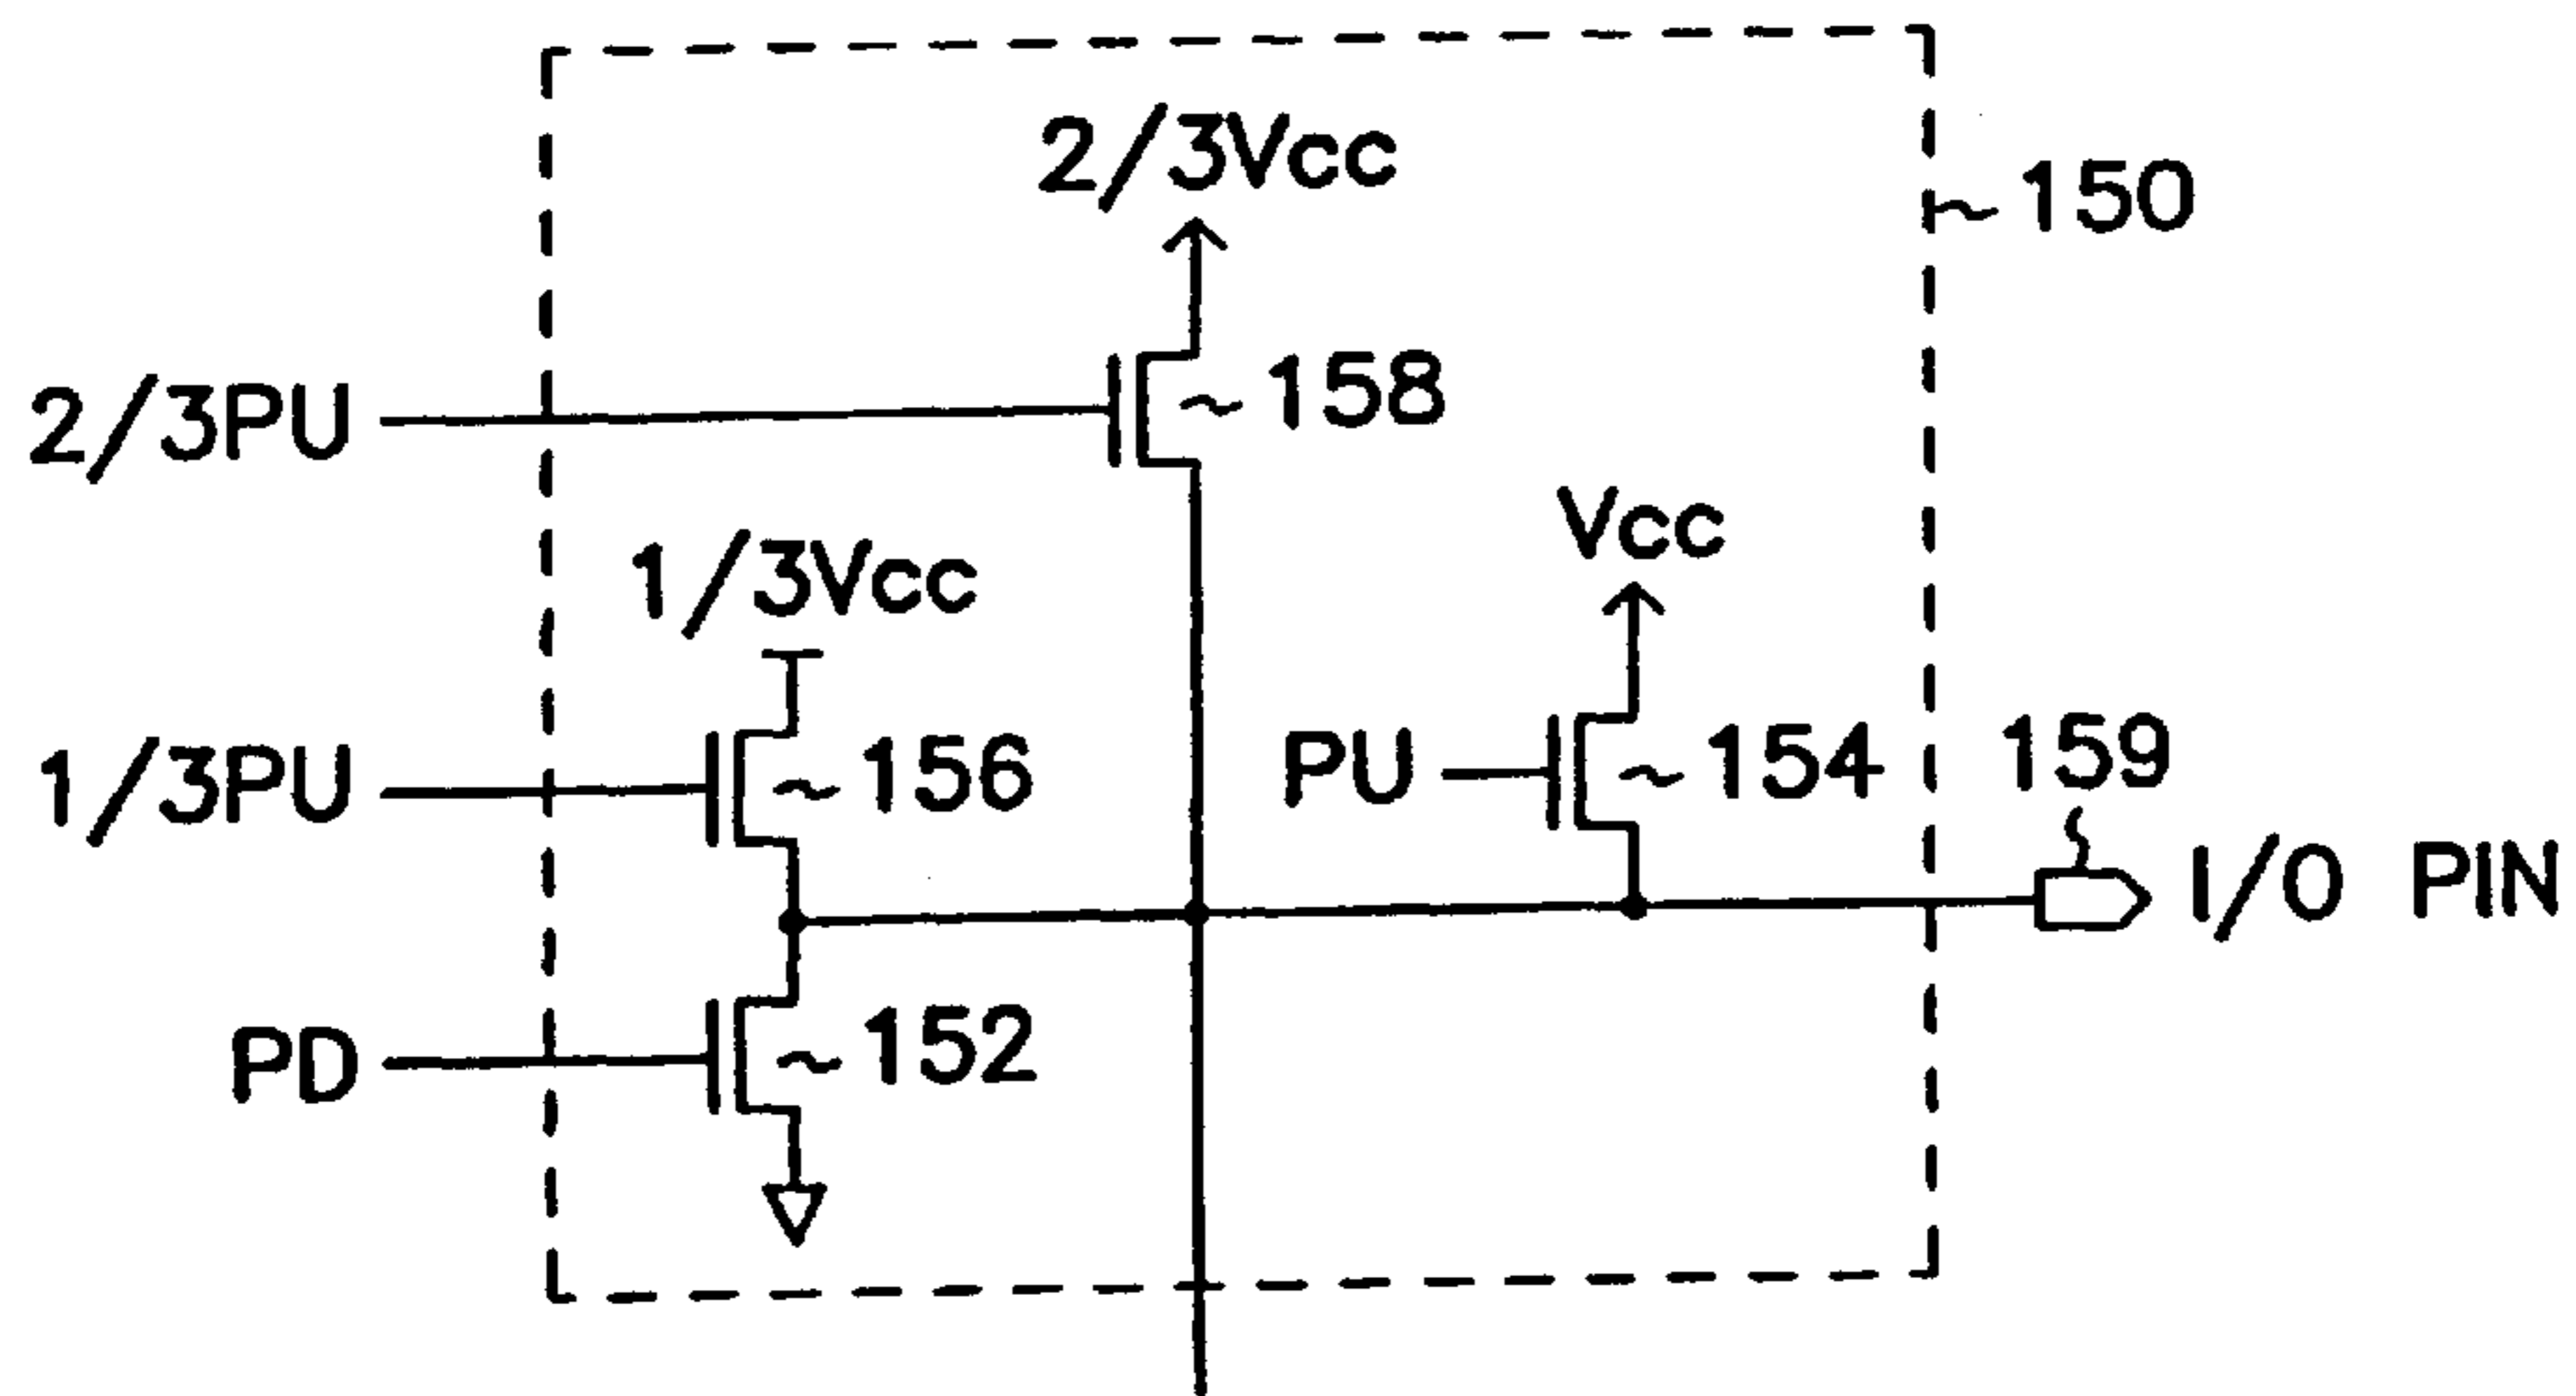 2/3Vcc
150
2/3PU
158
Vcc
1/3Vcc
1/3PU
156
PU
154
159
I/O PIN
PD
152